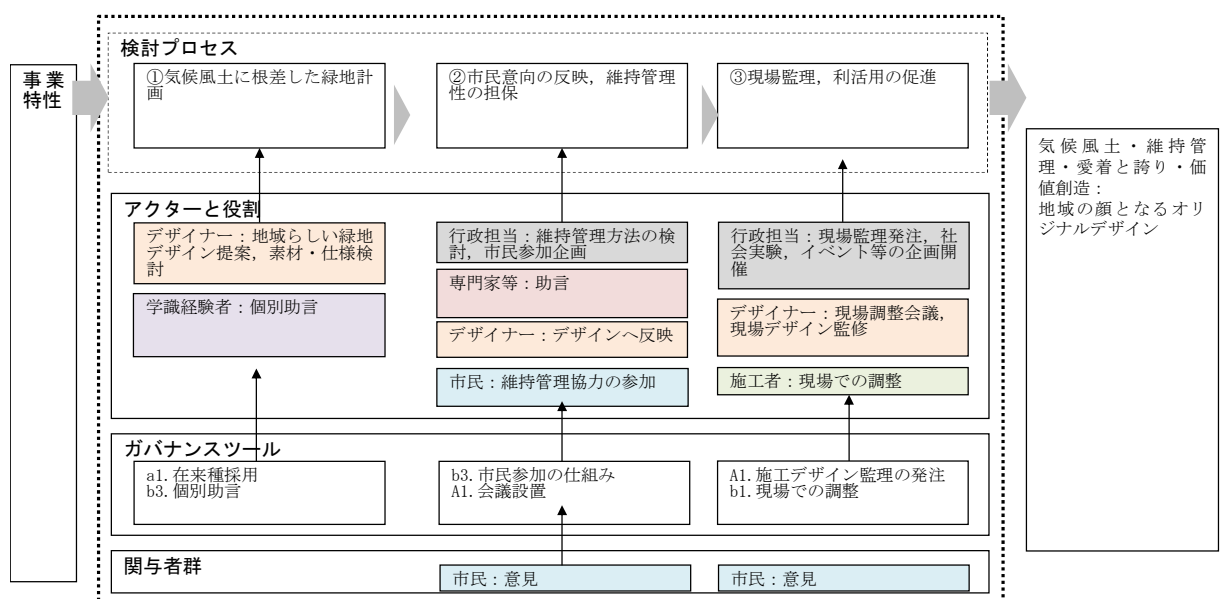 検討プロセス
事業
特性
①気候風土に根差した緑地計
画
②市民意向の反映，維持管理
性の担保
③現場監理，利活用の促進
気候風土・維持管
理・愛着と誇り・価
値創造：
地域の顔となるオリ
ジナルデザイン
アクターと役割
デザイナー：地域らしい緑地
デザイン提案，素材・仕様検
討
学識経験者：個別助言
行政担当：維持管理方法の検
討，市民参加企画
専門家等：助言
デザイナー：デザインへ反映
市民：維持管理協力の参加
行政担当：現場監理発注，社
会実験，イベント等の企画開
催
デザイナー：現場調整会議，
現場デザイン監修
施工者：現場での調整
ガバナンスツール
a1.在来種採用
b3.個別助言
b3.市民参加の仕組み
A1.会議設置
A1.施工デザイン監理の発注
b1.現場での調整
関与者群
市民：意見
市民：意見